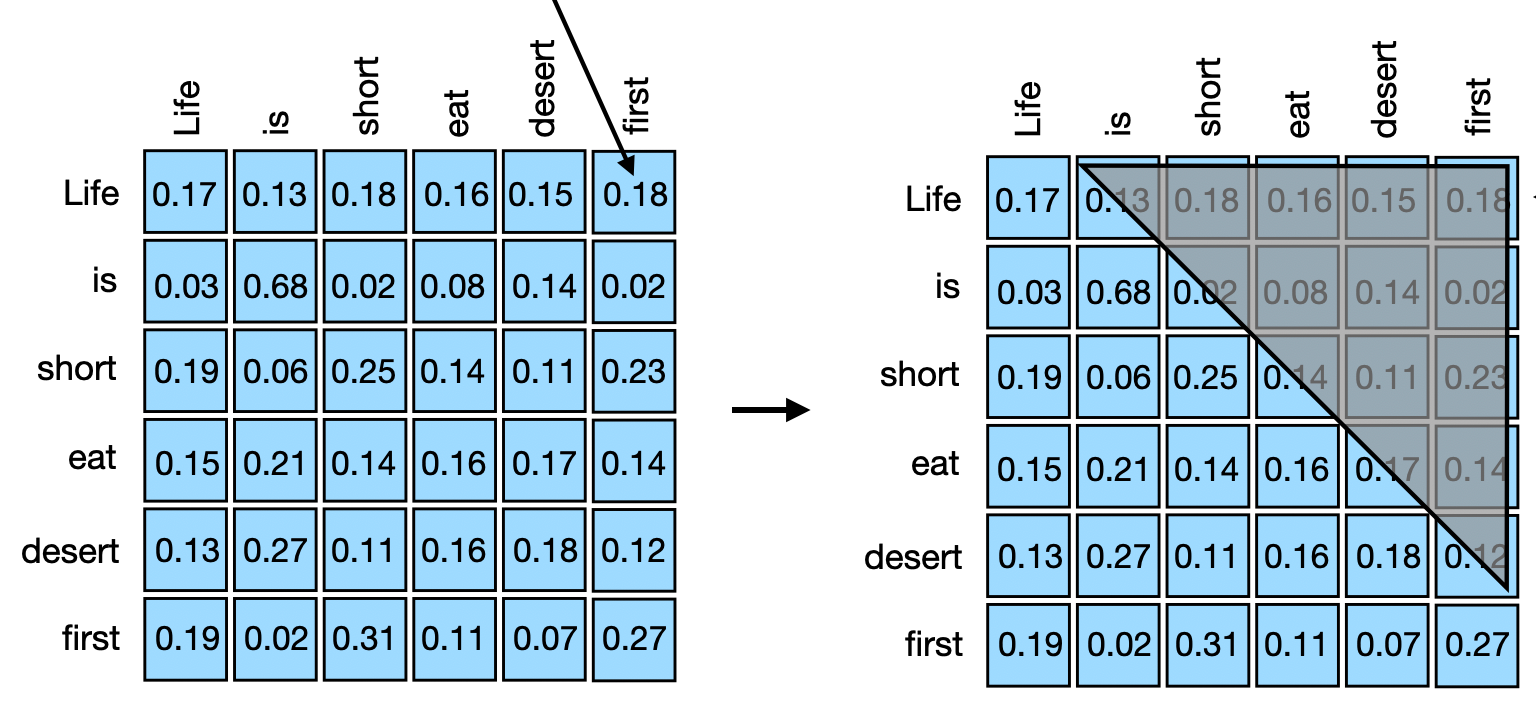 Life is short eat desert first
Life 0.17 0.13 0.18 0.16 0.15 0.18
is 0.03 0.68 0.02 0.08 0.14 0.02
short 0.19 0.06 0.25 0.14 0.11 0.23
eat 0.15 0.21 0.14 0.16 0.17 0.14
desert 0.13 0.27 0.11 0.16 0.18 0.12
first 0.19 0.02 0.31 0.11 0.07 0.27
Life is short eat desert first
Life 0.17 0.13 0.18 0.16 0.15 0.18
is 0.03 0.68 0.02 0.08 0.14 0.02
short 0.19 0.06 0.25 0.14 0.11 0.23
eat 0.15 0.21 0.14 0.16 0.17 0.14
desert 0.13 0.27 0.11 0.16 0.18 0.12
first 0.19 0.02 0.31 0.11 0.07 0.27